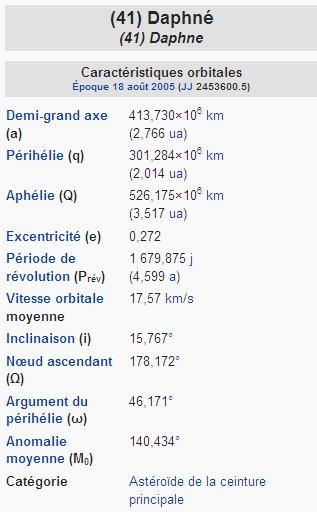 (41) Daphné
(41) Daphne
Caractéristiques orbitales
Époque 18 août 2005 (JJ 2453600.5)
Demi-grand axe 413,730×10⁶ km
(a) (2,766 ua)
Périhélie (q) 301,284×10⁶ km
(2,014 ua)
Aphélie (Q) 526,175×10⁶ km
(3,517 ua)
Excentricité (e) 0,272
Période de 1 679,875 j
révolution (Prév) (4,599 a)
Vitesse orbitale 17,57 km/s
moyenne
Inclinaison (i) 15,767°
Nœud ascendant 178,172°
(Ω)
Argument du 46,171°
périhélie (ω)
Anomalie 140,434°
moyenne (M₀)
Catégorie Astéroïde de la ceinture
principale